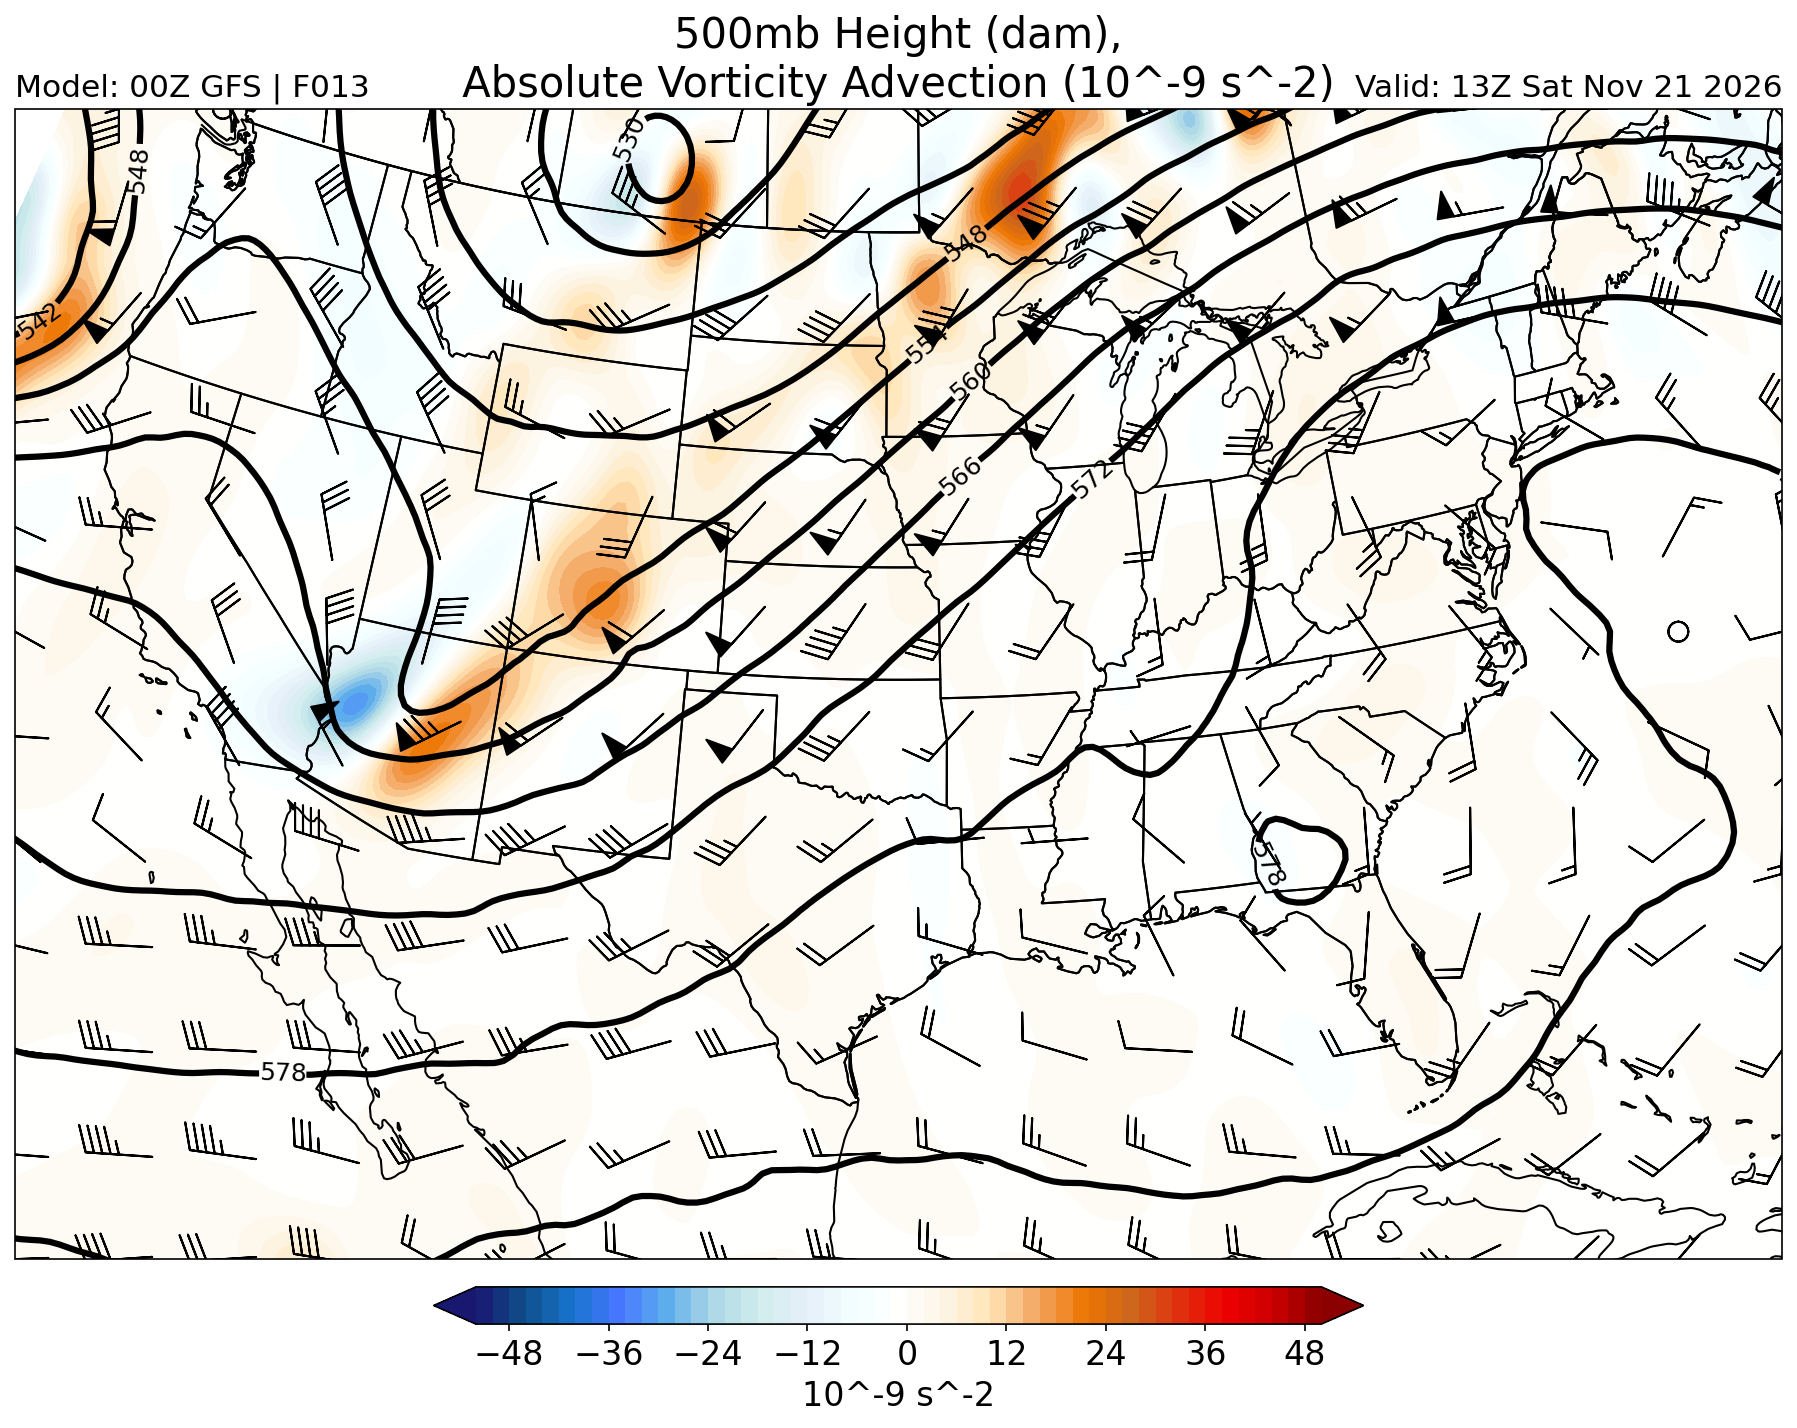 500mb Height (dam),
Model: 00Z GFS | F013
Absolute Vorticity Advection (10^-9 s^-2)
Valid: 13Z Sat Nov 21 2026
530
548
542
548
554
560
566
572
578
578
−48 −36 −24 −12 0 12 24 36 48
10^-9 s^-2